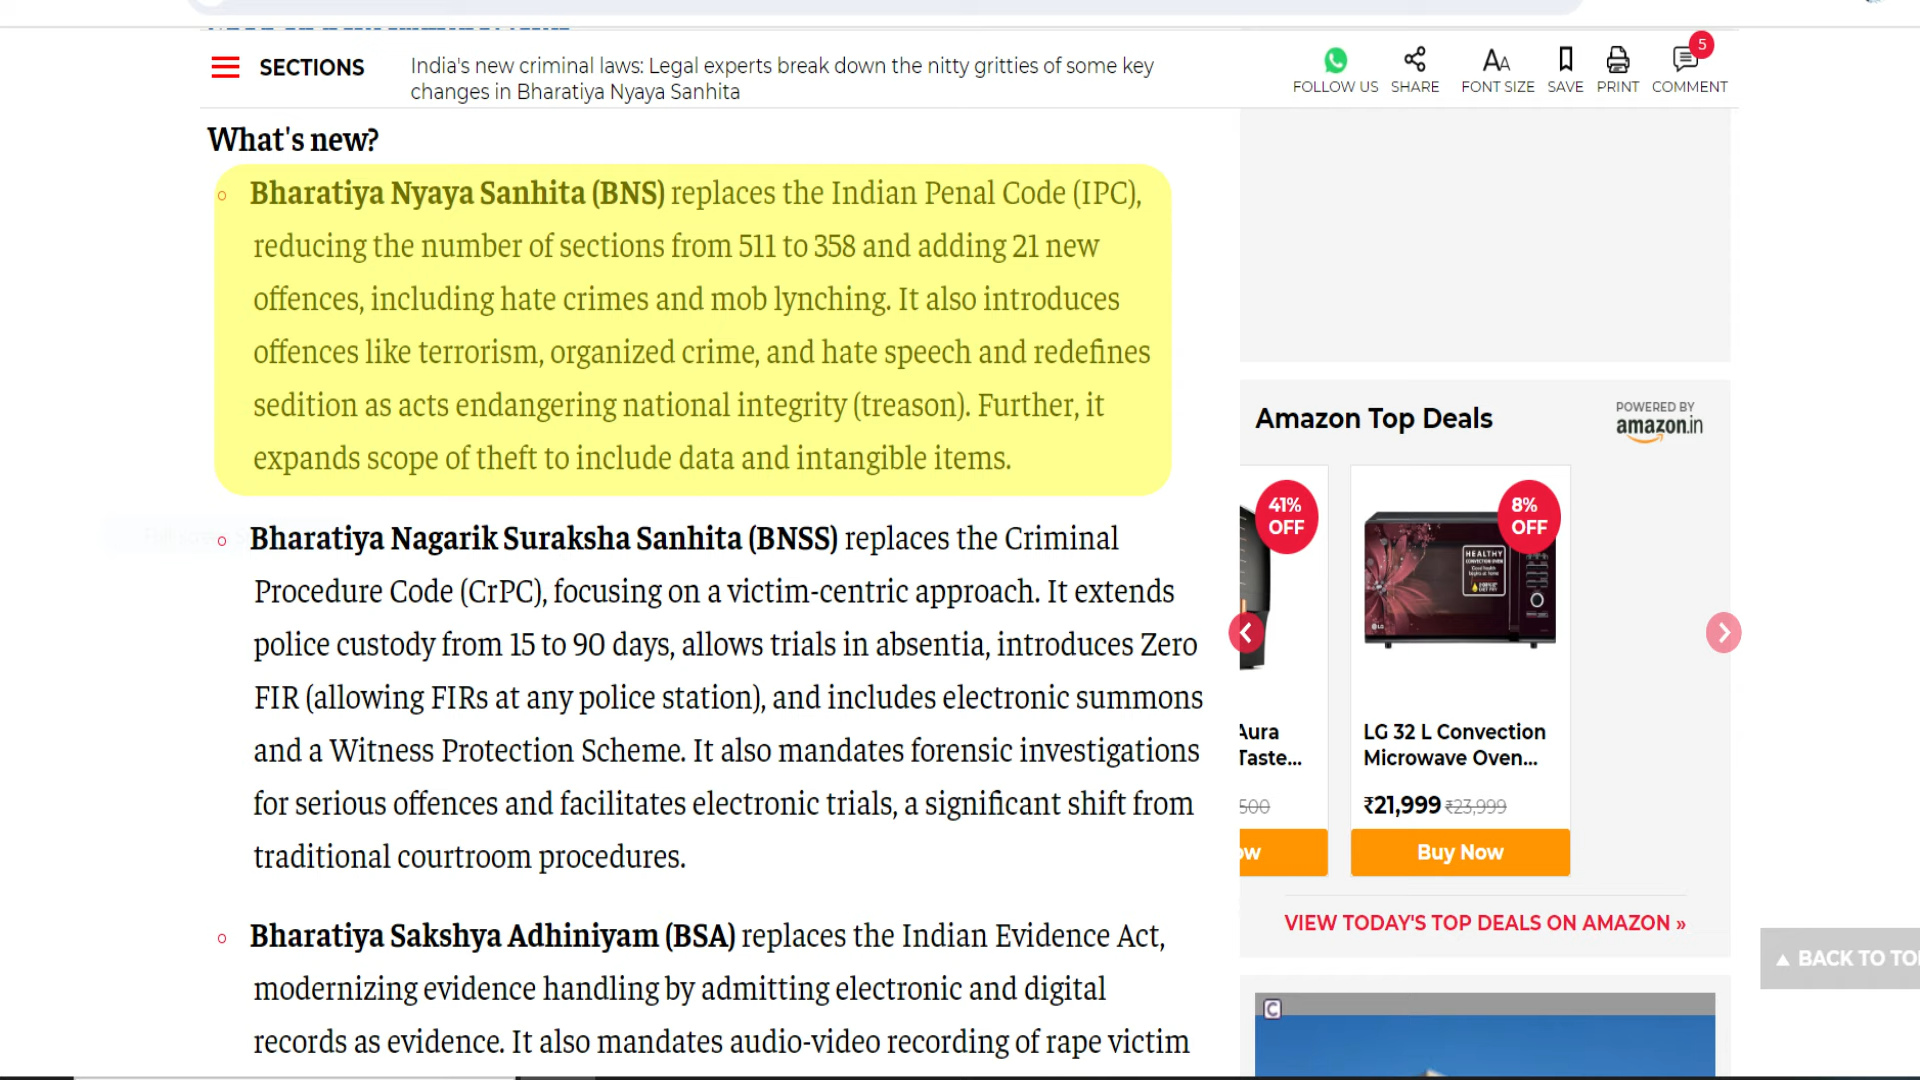 SECTIONS
India's new criminal laws: Legal experts break down the nitty gritties of some key
changes in Bharatiya Nyaya Sanhita
FOLLOW US
SHARE
FONT SIZE
SAVE
PRINT
5
COMMENT
What's new?
Bharatiya Nyaya Sanhita (BNS) replaces the Indian Penal Code (IPC),
reducing the number of sections from 511 to 358 and adding 21 new
offences, including hate crimes and mob lynching. It also introduces
offences like terrorism, organized crime, and hate speech and redefines
sedition as acts endangering national integrity (treason). Further, it
expands scope of theft to include data and intangible items.
Bharatiya Nagarik Suraksha Sanhita (BNSS) replaces the Criminal
Procedure Code (CrPC), focusing on a victim-centric approach. It extends
police custody from 15 to 90 days, allows trials in absentia, introduces Zero
FIR (allowing FIRs at any police station), and includes electronic summons
and a Witness Protection Scheme. It also mandates forensic investigations
for serious offences and facilitates electronic trials, a significant shift from
traditional courtroom procedures.
Bharatiya Sakshya Adhiniyam (BSA) replaces the Indian Evidence Act,
modernizing evidence handling by admitting electronic and digital
records as evidence. It also mandates audio-video recording of rape victim
Amazon Top Deals
POWERED BY
amazon.in
41%
OFF
8%
OFF
HEALTHY
LG
Aura
Taste...
500
ow
LG 32 L Convection
Microwave Oven...
₹21,999 ₹23,999
Buy Now
VIEW TODAY'S TOP DEALS ON AMAZON »
▲ BACK TO TO
C